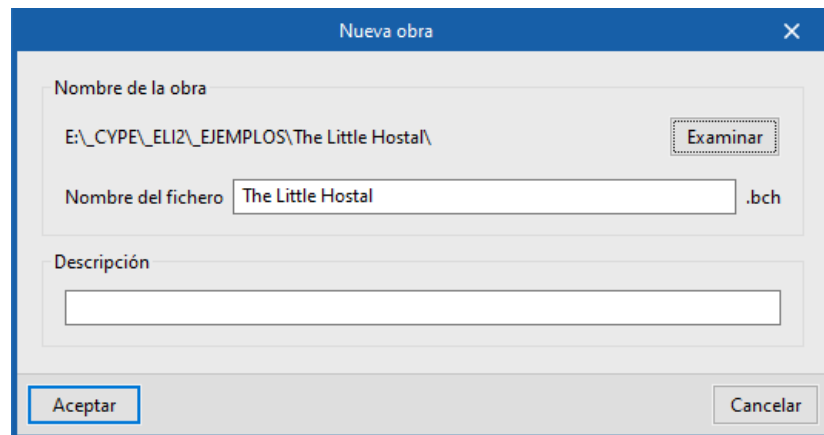 Nueva obra
Nombre de la obra
E:\_CYPE\_ELI2\_EJEMPLOS\The Little Hostal\
Examinar
Nombre del fichero The Little Hostal .bch
Descripción
Aceptar Cancelar